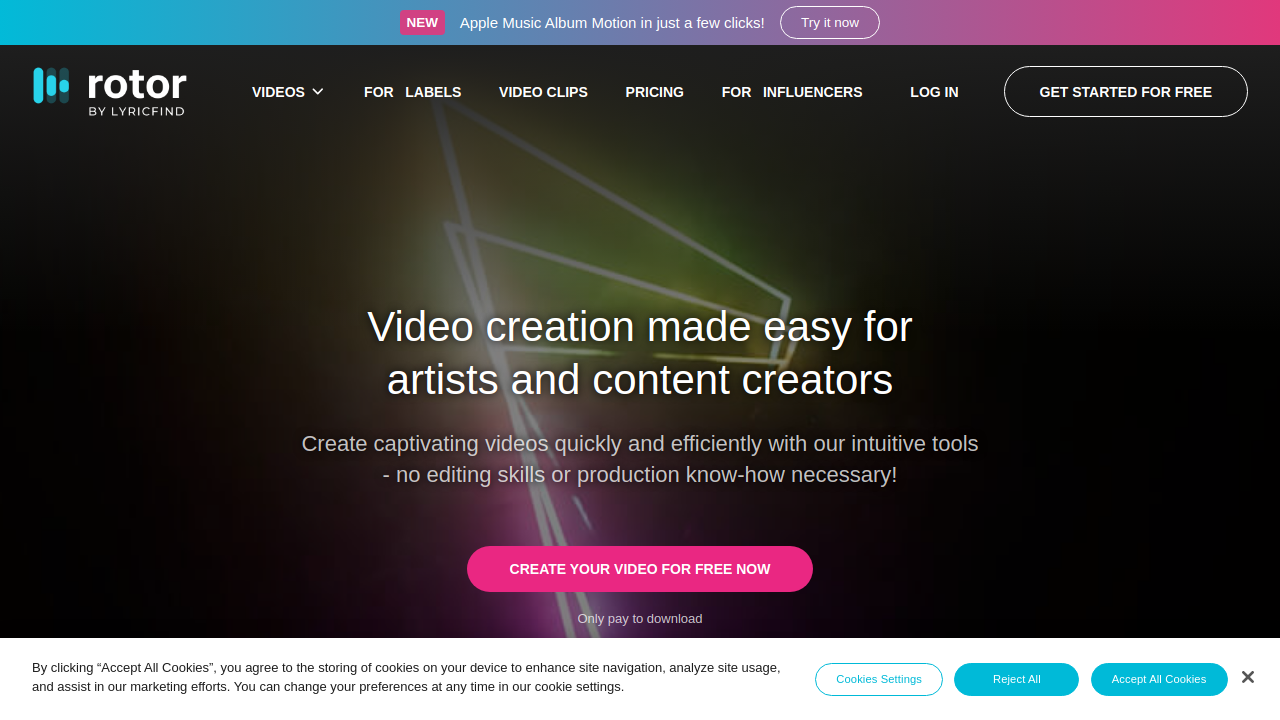 NEW Apple Music Album Motion in just a few clicks! Try it now
rotor
BY LYRICFIND
VIDEOS FOR LABELS VIDEO CLIPS PRICING FOR INFLUENCERS LOG IN GET STARTED FOR FREE
Video creation made easy for
artists and content creators
Create captivating videos quickly and efficiently with our intuitive tools
- no editing skills or production know-how necessary!
CREATE YOUR VIDEO FOR FREE NOW
Only pay to download
By clicking “Accept All Cookies”, you agree to the storing of cookies on your device to enhance site navigation, analyze site usage,
and assist in our marketing efforts. You can change your preferences at any time in our cookie settings.
Cookies Settings Reject All Accept All Cookies